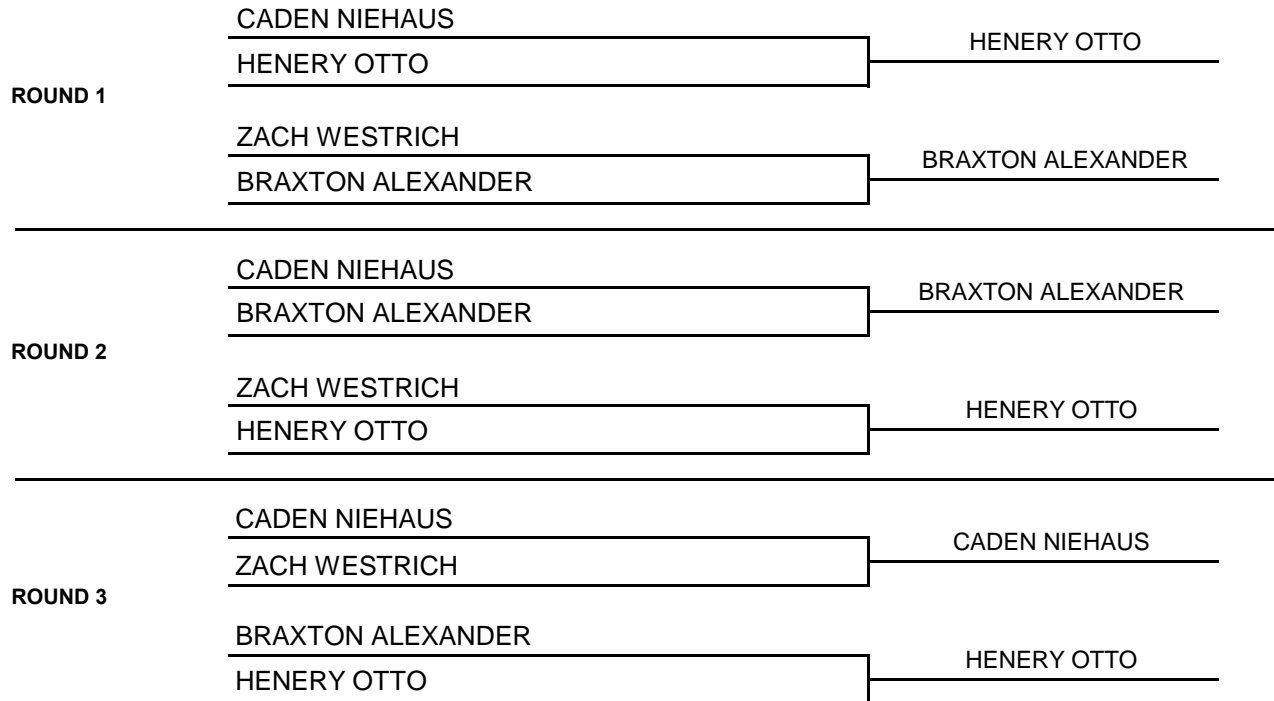 CADEN NIEHAUS
HENERY OTTO
HENERY OTTO
ROUND 1
ZACH WESTRICH
BRAXTON ALEXANDER
BRAXTON ALEXANDER
CADEN NIEHAUS
BRAXTON ALEXANDER
BRAXTON ALEXANDER
ROUND 2
ZACH WESTRICH
HENERY OTTO
HENERY OTTO
CADEN NIEHAUS
CADEN NIEHAUS
ZACH WESTRICH
ROUND 3
BRAXTON ALEXANDER
HENERY OTTO
HENERY OTTO